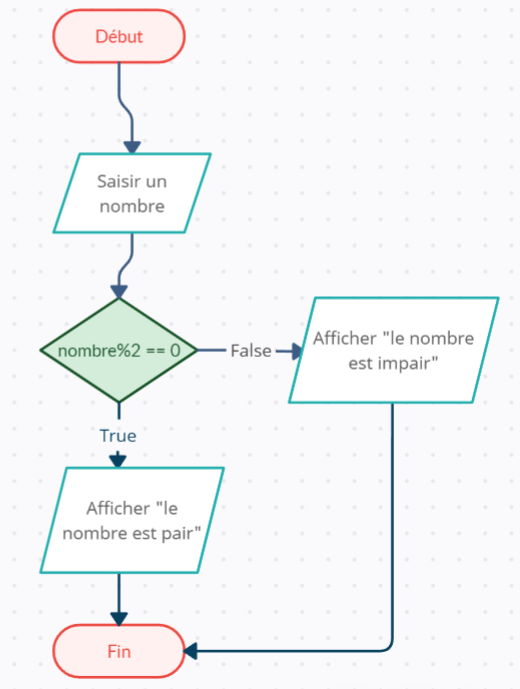 Début
Saisir un
nombre
nombre%2 == 0
False
Afficher "le nombre
est impair"
True
Afficher "le
nombre est pair"
Fin